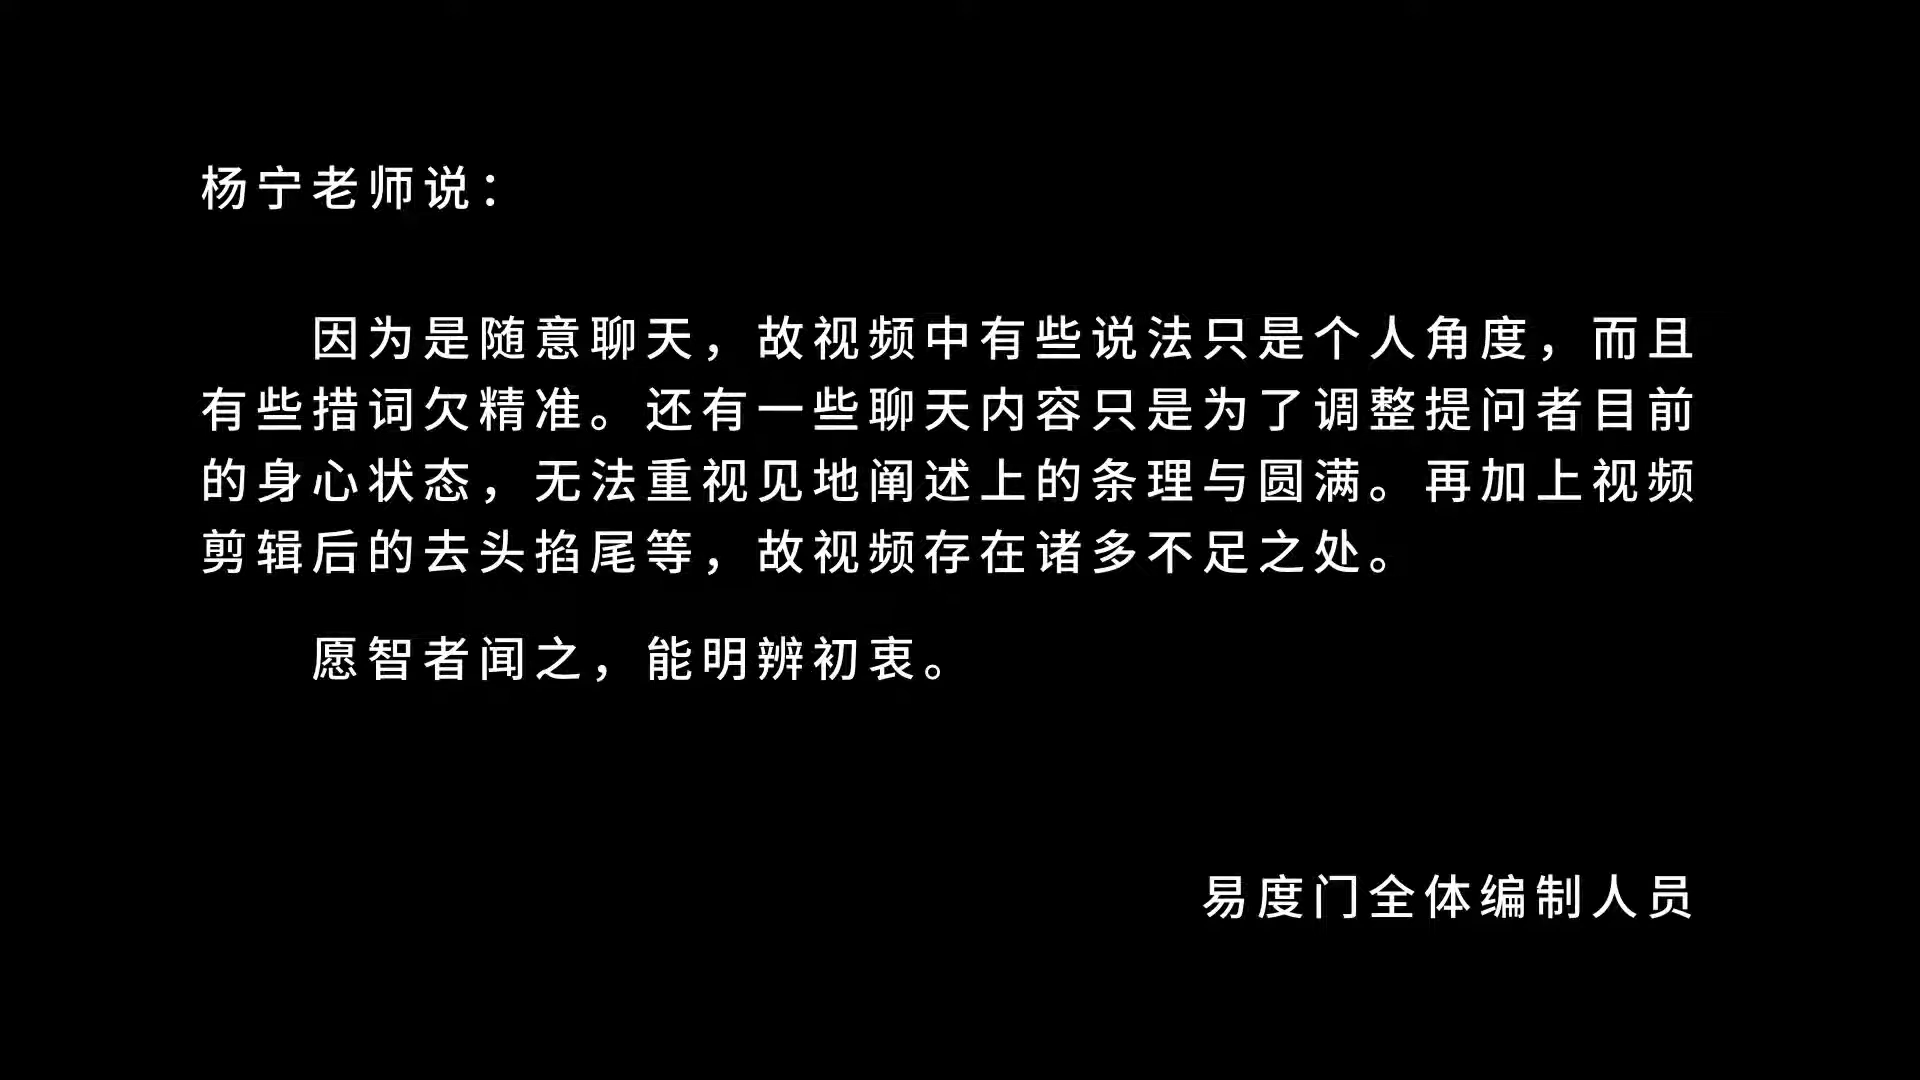 杨宁老师说：
因为是随意聊天，故视频中有些说法只是个人角度，而且
有些措词欠精准。还有一些聊天内容只是为了调整提问者目前
的身心状态，无法重视见地阐述上的条理与圆满。再加上视频
剪辑后的去头掐尾等，故视频存在诸多不足之处。
愿智者闻之，能明辨初衷。
易度门全体编制人员